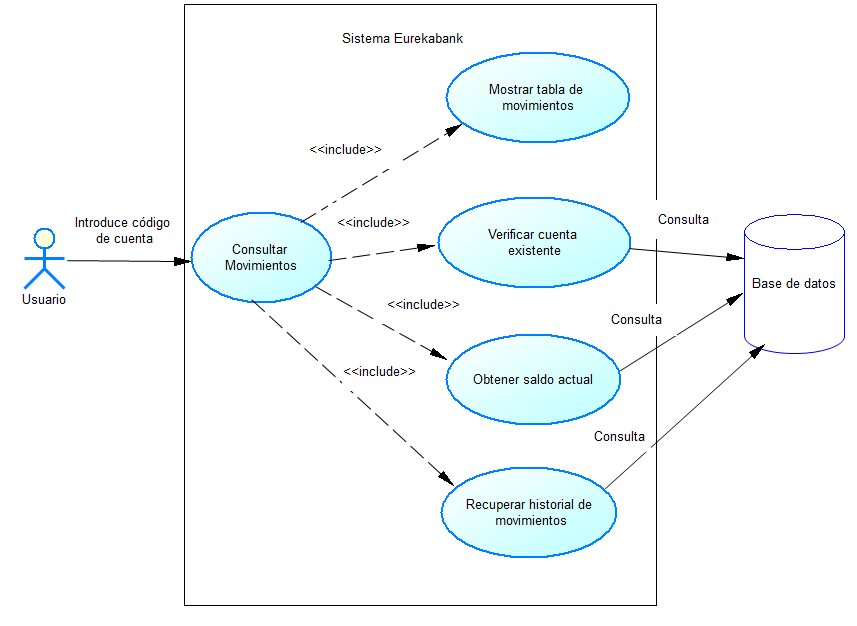 Sistema Eurekabank
Mostrar tabla de
movimientos
<<include>>
Introduce código
de cuenta
<<include>>
Consulta
Verificar cuenta
existente
Consultar
Movimientos
Base de datos
Usuario
<<include>>
Consulta
<<include>>
Obtener saldo actual
Consulta
Recuperar historial de
movimientos